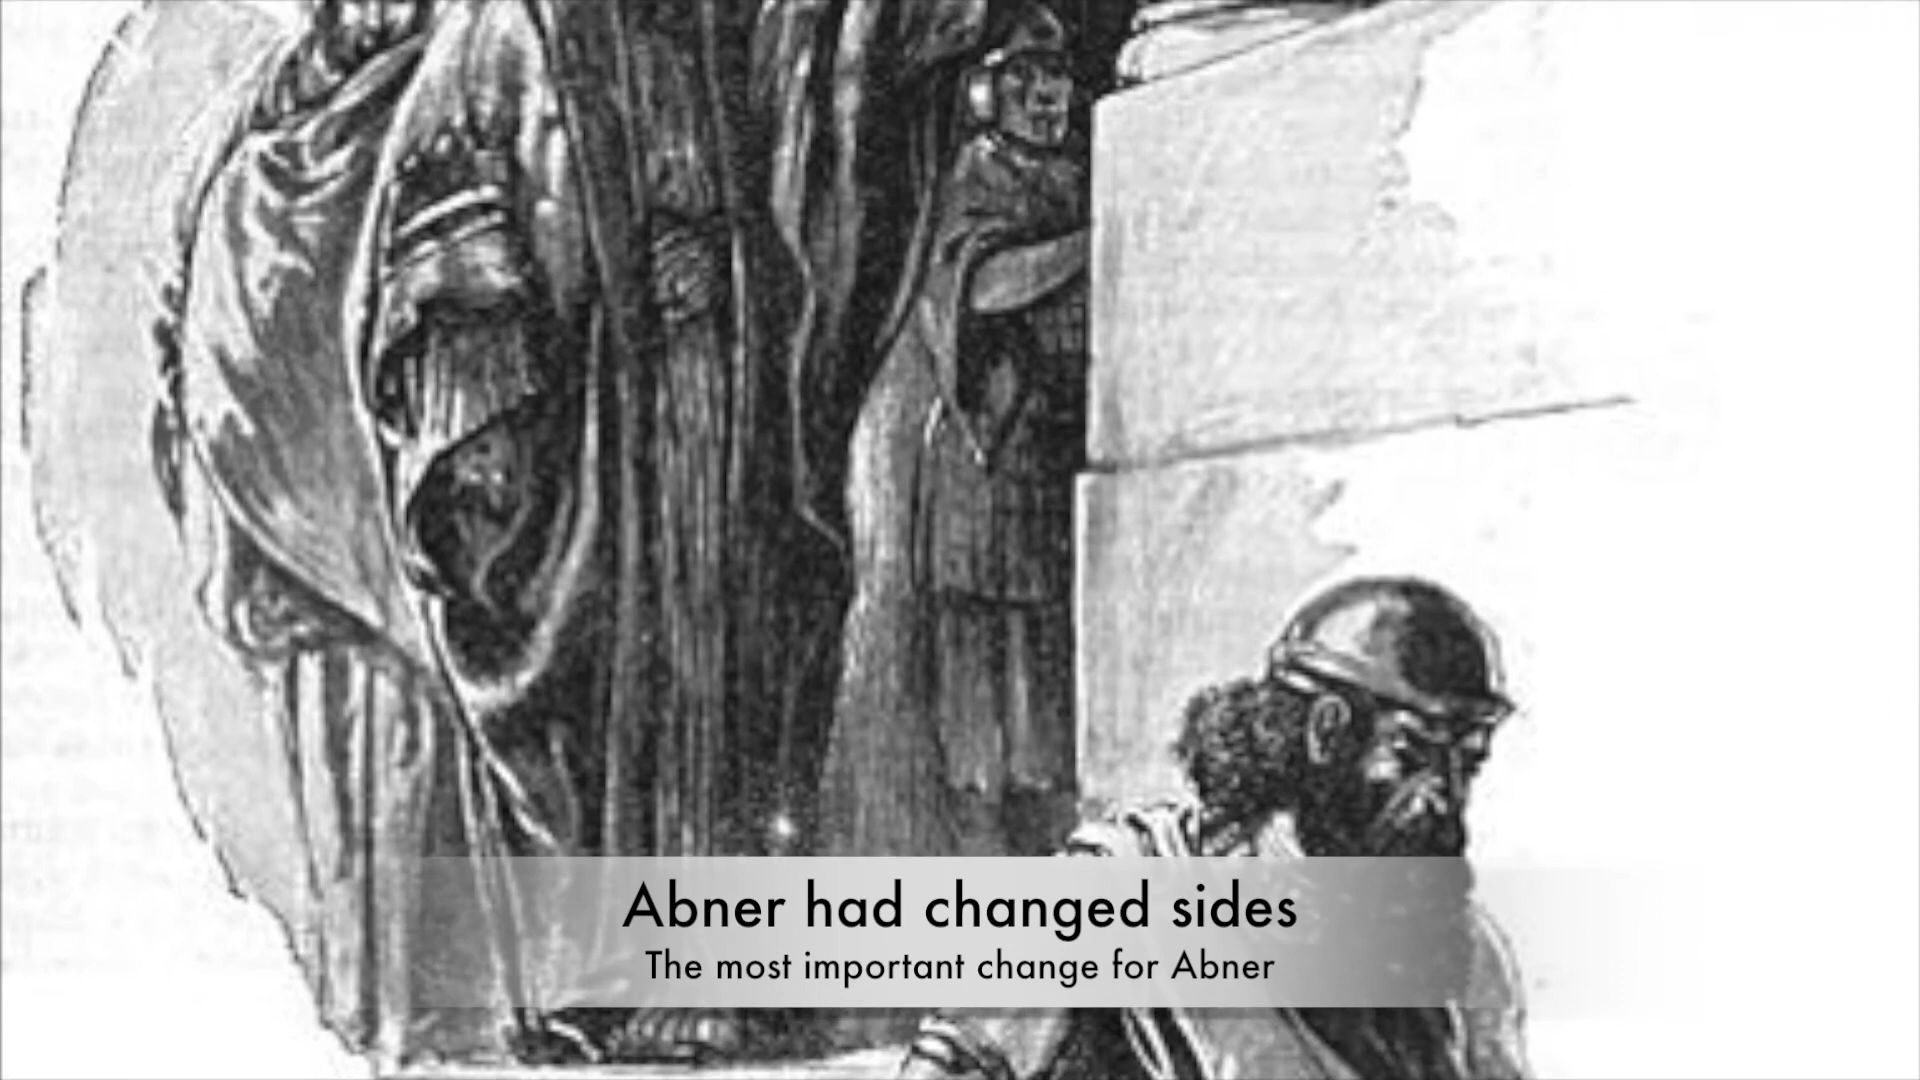 Abner had changed sides
The most important change for Abner